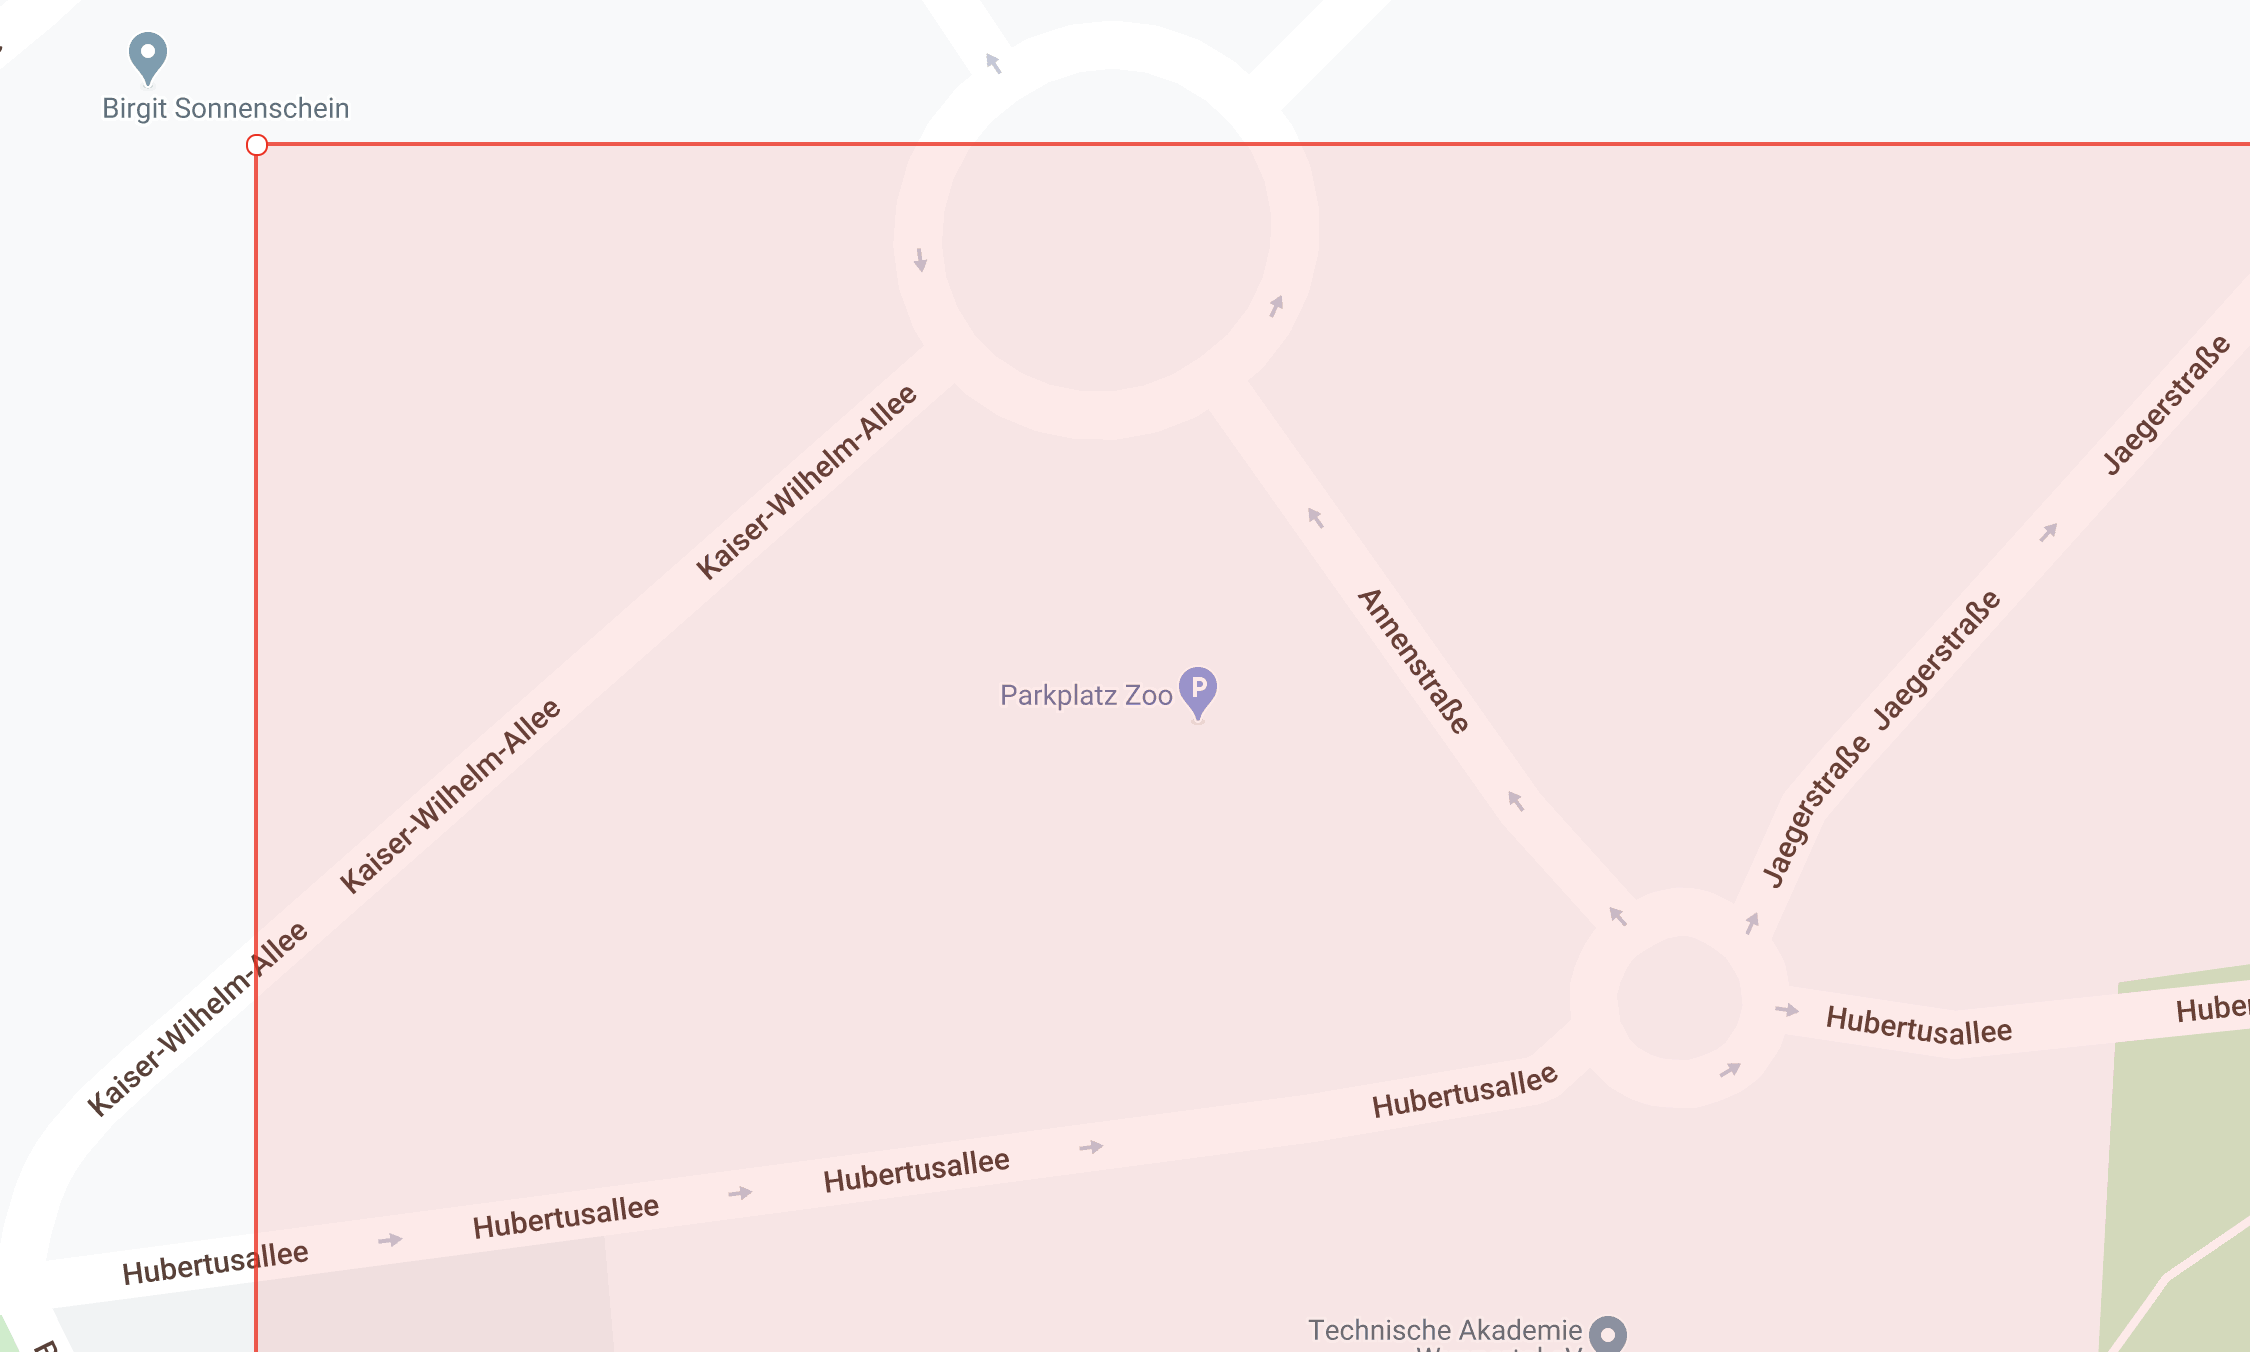 Birgit Sonnenschein
Kaiser-Wilhelm-Allee
Jaegerstraße
Annenstraße
Jaegerstraße
Parkplatz Zoo
P
Kaiser-Wilhelm-Allee
Jaegerstraße
Kaiser-Wilhelm-Allee
Hubertusallee
Huber
Hubertusallee
Hubertusallee
Hubertusallee
Hubertusallee
Technische Akademie